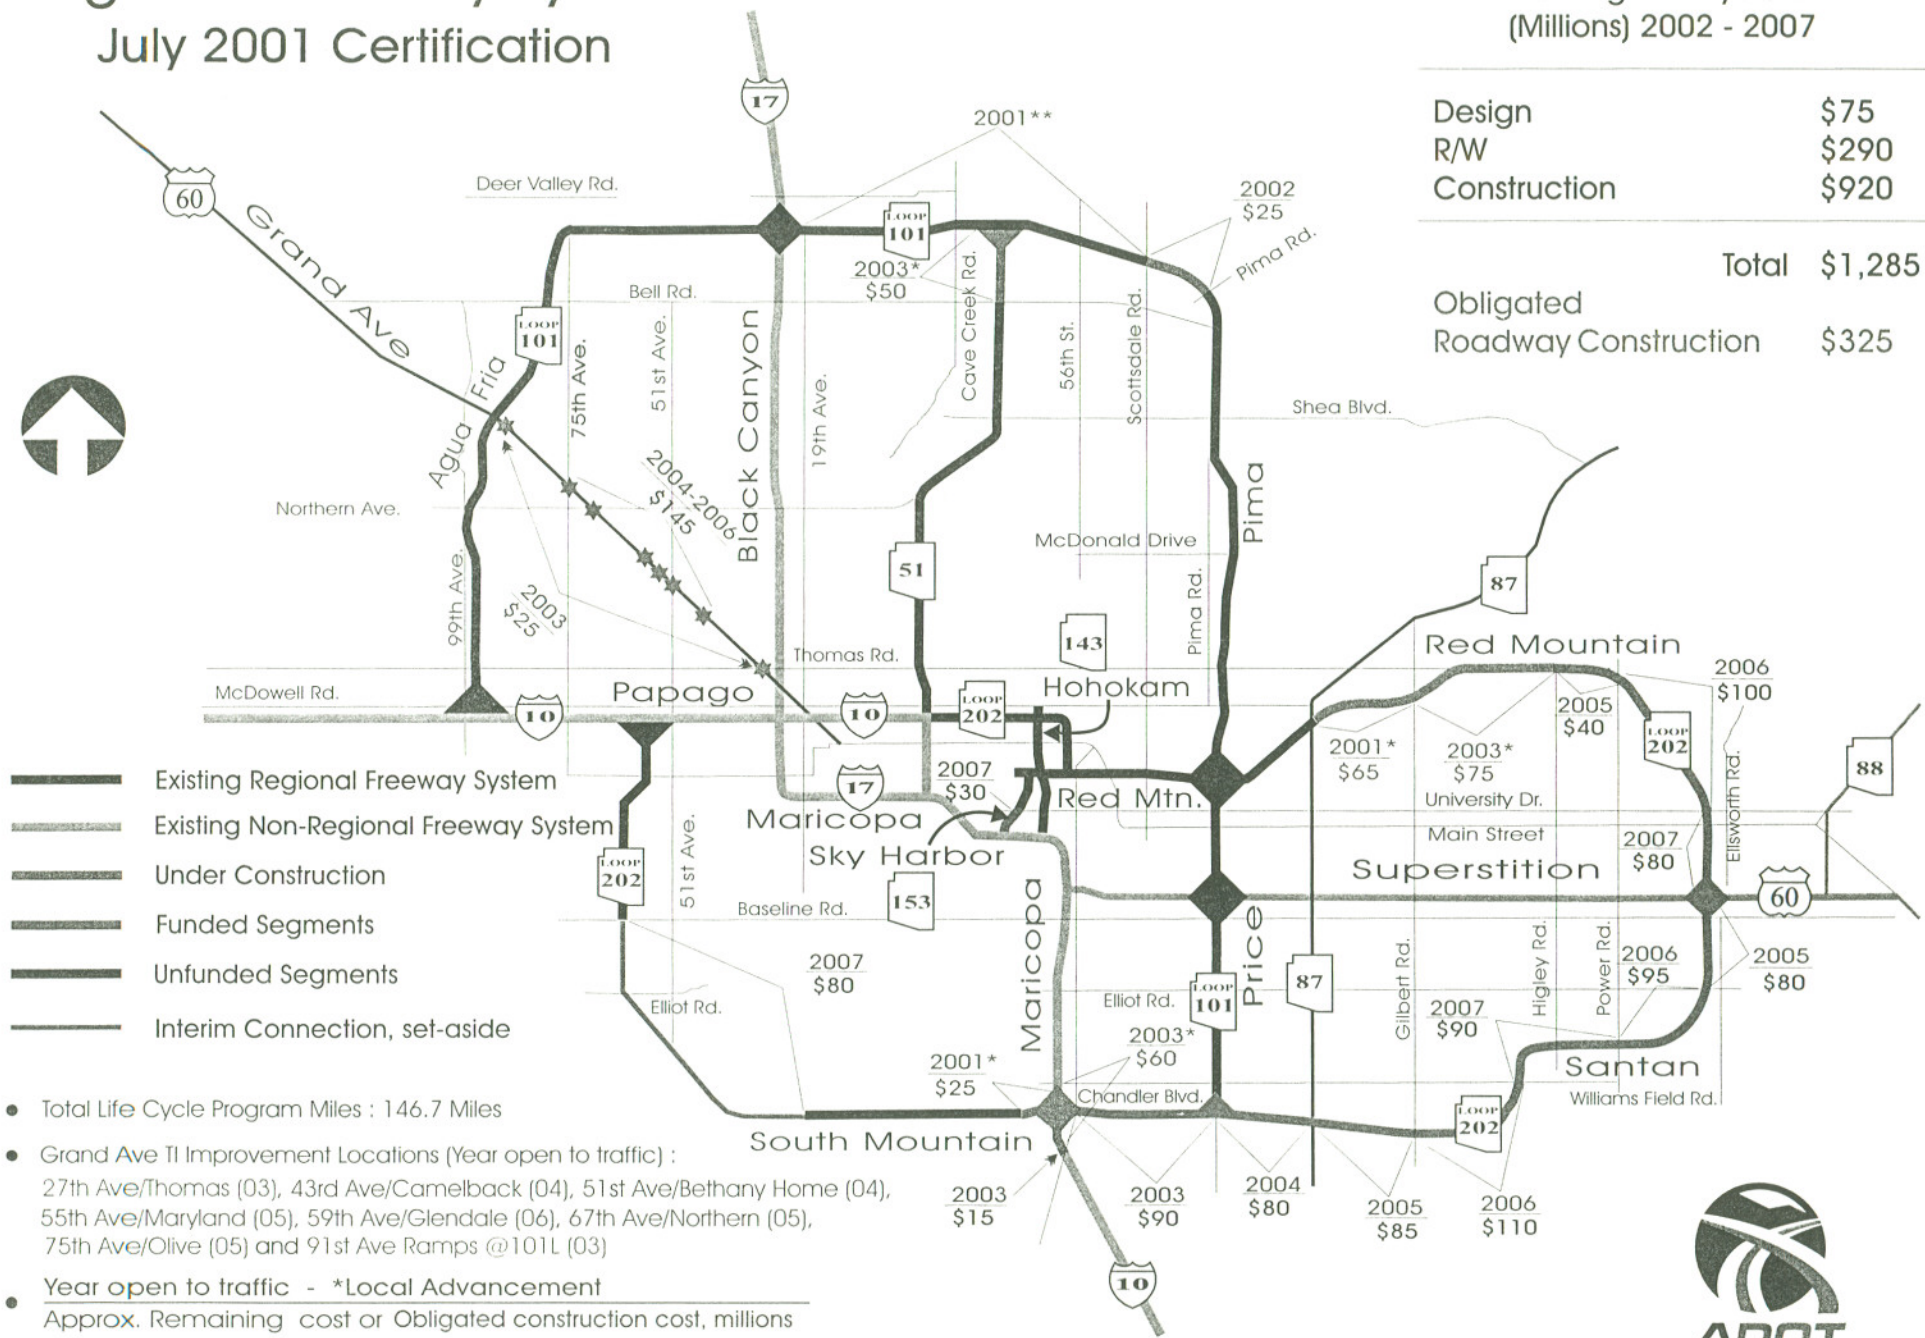 July 2001 Certification
(Millions) 2002 - 2007
Design $75
R/W $290
Construction $920
Total $1,285
Obligated
Roadway Construction $325
17
2001**
60
Grand Ave
Deer Valley Rd.
LOOP 101
2002
$25
Pima Rd.
2003*
$50
Bell Rd.
Cave Creek Rd.
LOOP 101
Agua Fria
75th Ave.
51st Ave.
Black Canyon
19th Ave.
56th St.
Scottsdale Rd.
Shea Blvd.
2004-2006
$145
Northern Ave.
McDonald Drive
Pima
51
87
99th Ave.
2003
$25
Pima Rd.
143
Thomas Rd.
Red Mountain
McDowell Rd.
Papago
Hohokam
10
10
LOOP 202
2006
$100
2005
$40
LOOP 202
2001*
$65
2003*
$75
88
Ellsworth Rd.
Existing Regional Freeway System
Existing Non-Regional Freeway System
Under Construction
Funded Segments
Unfunded Segments
Interim Connection, set-aside
17
2007
$30
Red Mtn.
University Dr.
Maricopa
Main Street
Sky Harbor
2007
$80
LOOP 202
51st Ave.
153
Baseline Rd.
Superstition
60
Maricopa
Price
2007
$80
Elliot Rd.
Elliot Rd.
LOOP 101
87
Gilbert Rd.
Higley Rd.
Power Rd.
2006
$95
2005
$80
2007
$90
2003*
$60
2001*
$25
Chandler Blvd.
Santan
Williams Field Rd.
LOOP 202
South Mountain
2003
$15
2003
$90
2004
$80
2005
$85
2006
$110
10
Total Life Cycle Program Miles : 146.7 Miles
Grand Ave TI Improvement Locations (Year open to traffic) :
27th Ave/Thomas (03), 43rd Ave/Camelback (04), 51st Ave/Bethany Home (04),
55th Ave/Maryland (05), 59th Ave/Glendale (06), 67th Ave/Northern (05),
75th Ave/Olive (05) and 91st Ave Ramps @101L (03)
Year open to traffic - *Local Advancement
Approx. Remaining cost or Obligated construction cost, millions
ADOT